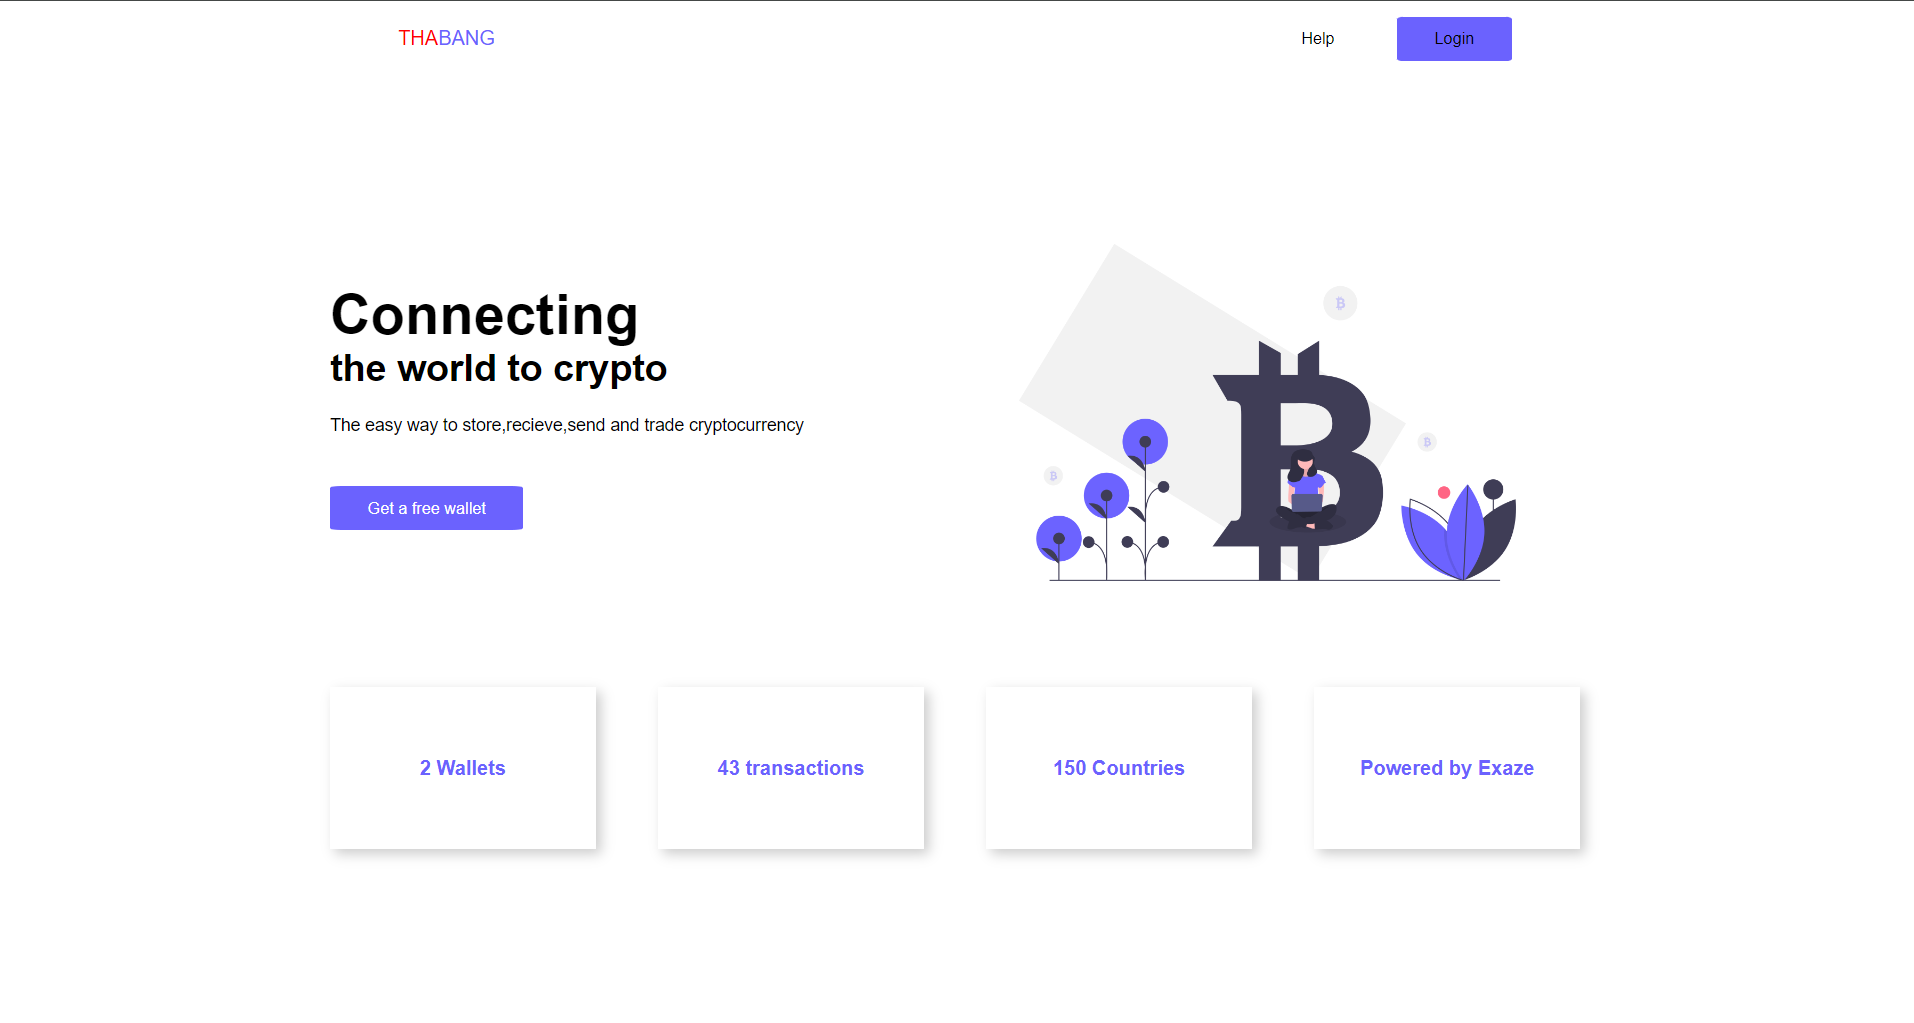 THABANG
Help
Login
Connecting
the world to crypto
The easy way to store,recieve,send and trade cryptocurrency
Get a free wallet
2 Wallets
43 transactions
150 Countries
Powered by Exaze